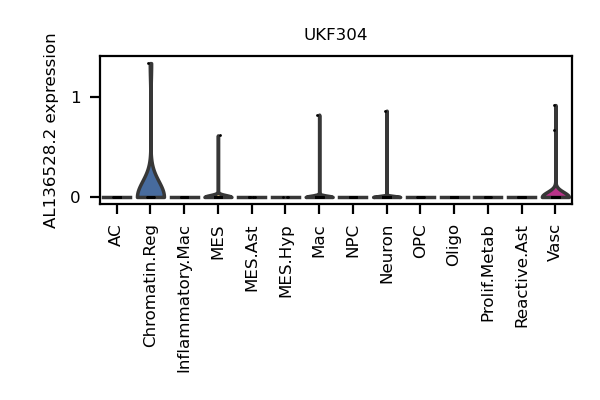 UKF304
AL136528.2 expression
1
0
AC
Chromatin.Reg
Inflammatory.Mac
MES
MES.Ast
MES.Hyp
Mac
NPC
Neuron
OPC
Oligo
Prolif.Metab
Reactive.Ast
Vasc